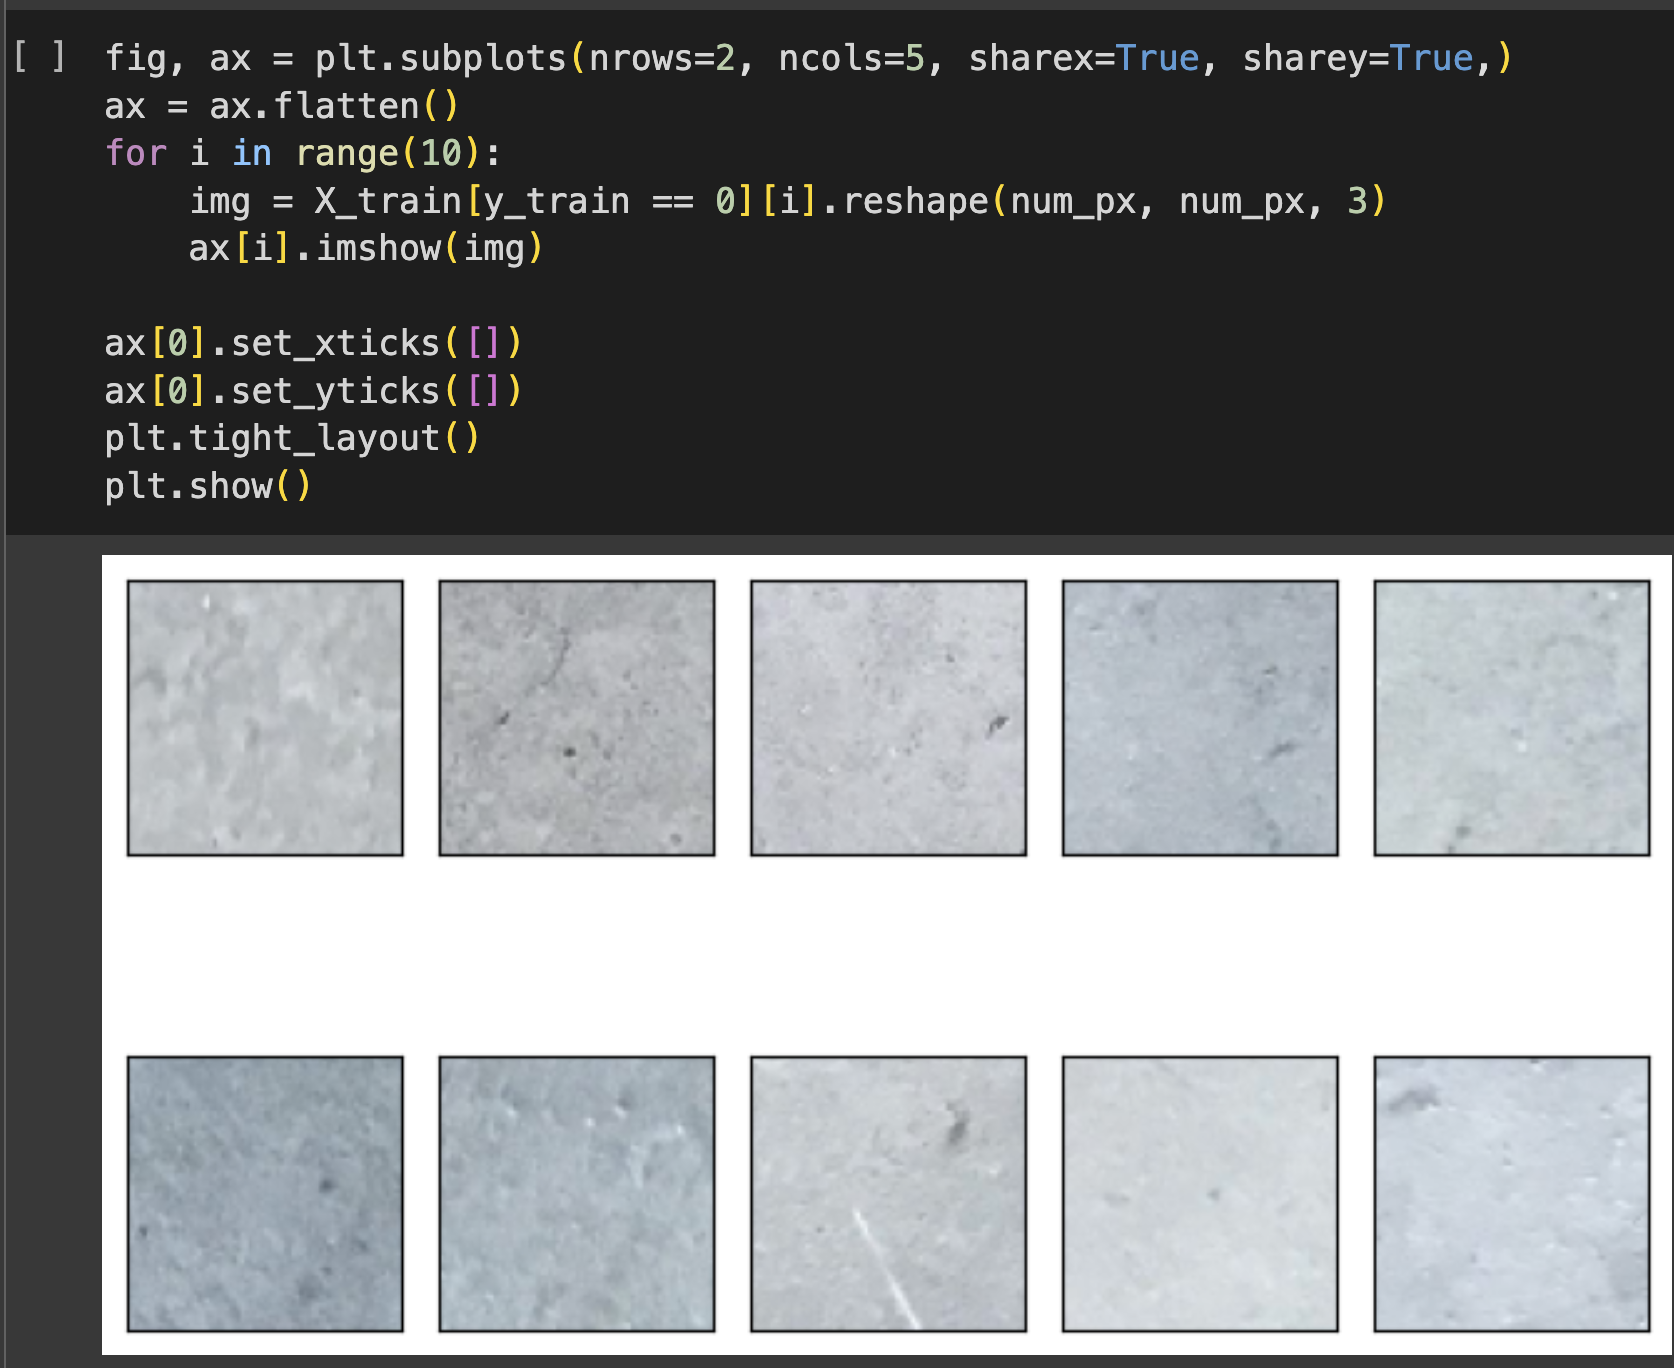 [ ] fig, ax = plt.subplots(nrows=2, ncols=5, sharex=True, sharey=True,)
ax = ax.flatten()
for i in range(10):
    img = X_train[y_train == 0][i].reshape(num_px, num_px, 3)
    ax[i].imshow(img)

ax[0].set_xticks([])
ax[0].set_yticks([])
plt.tight_layout()
plt.show()